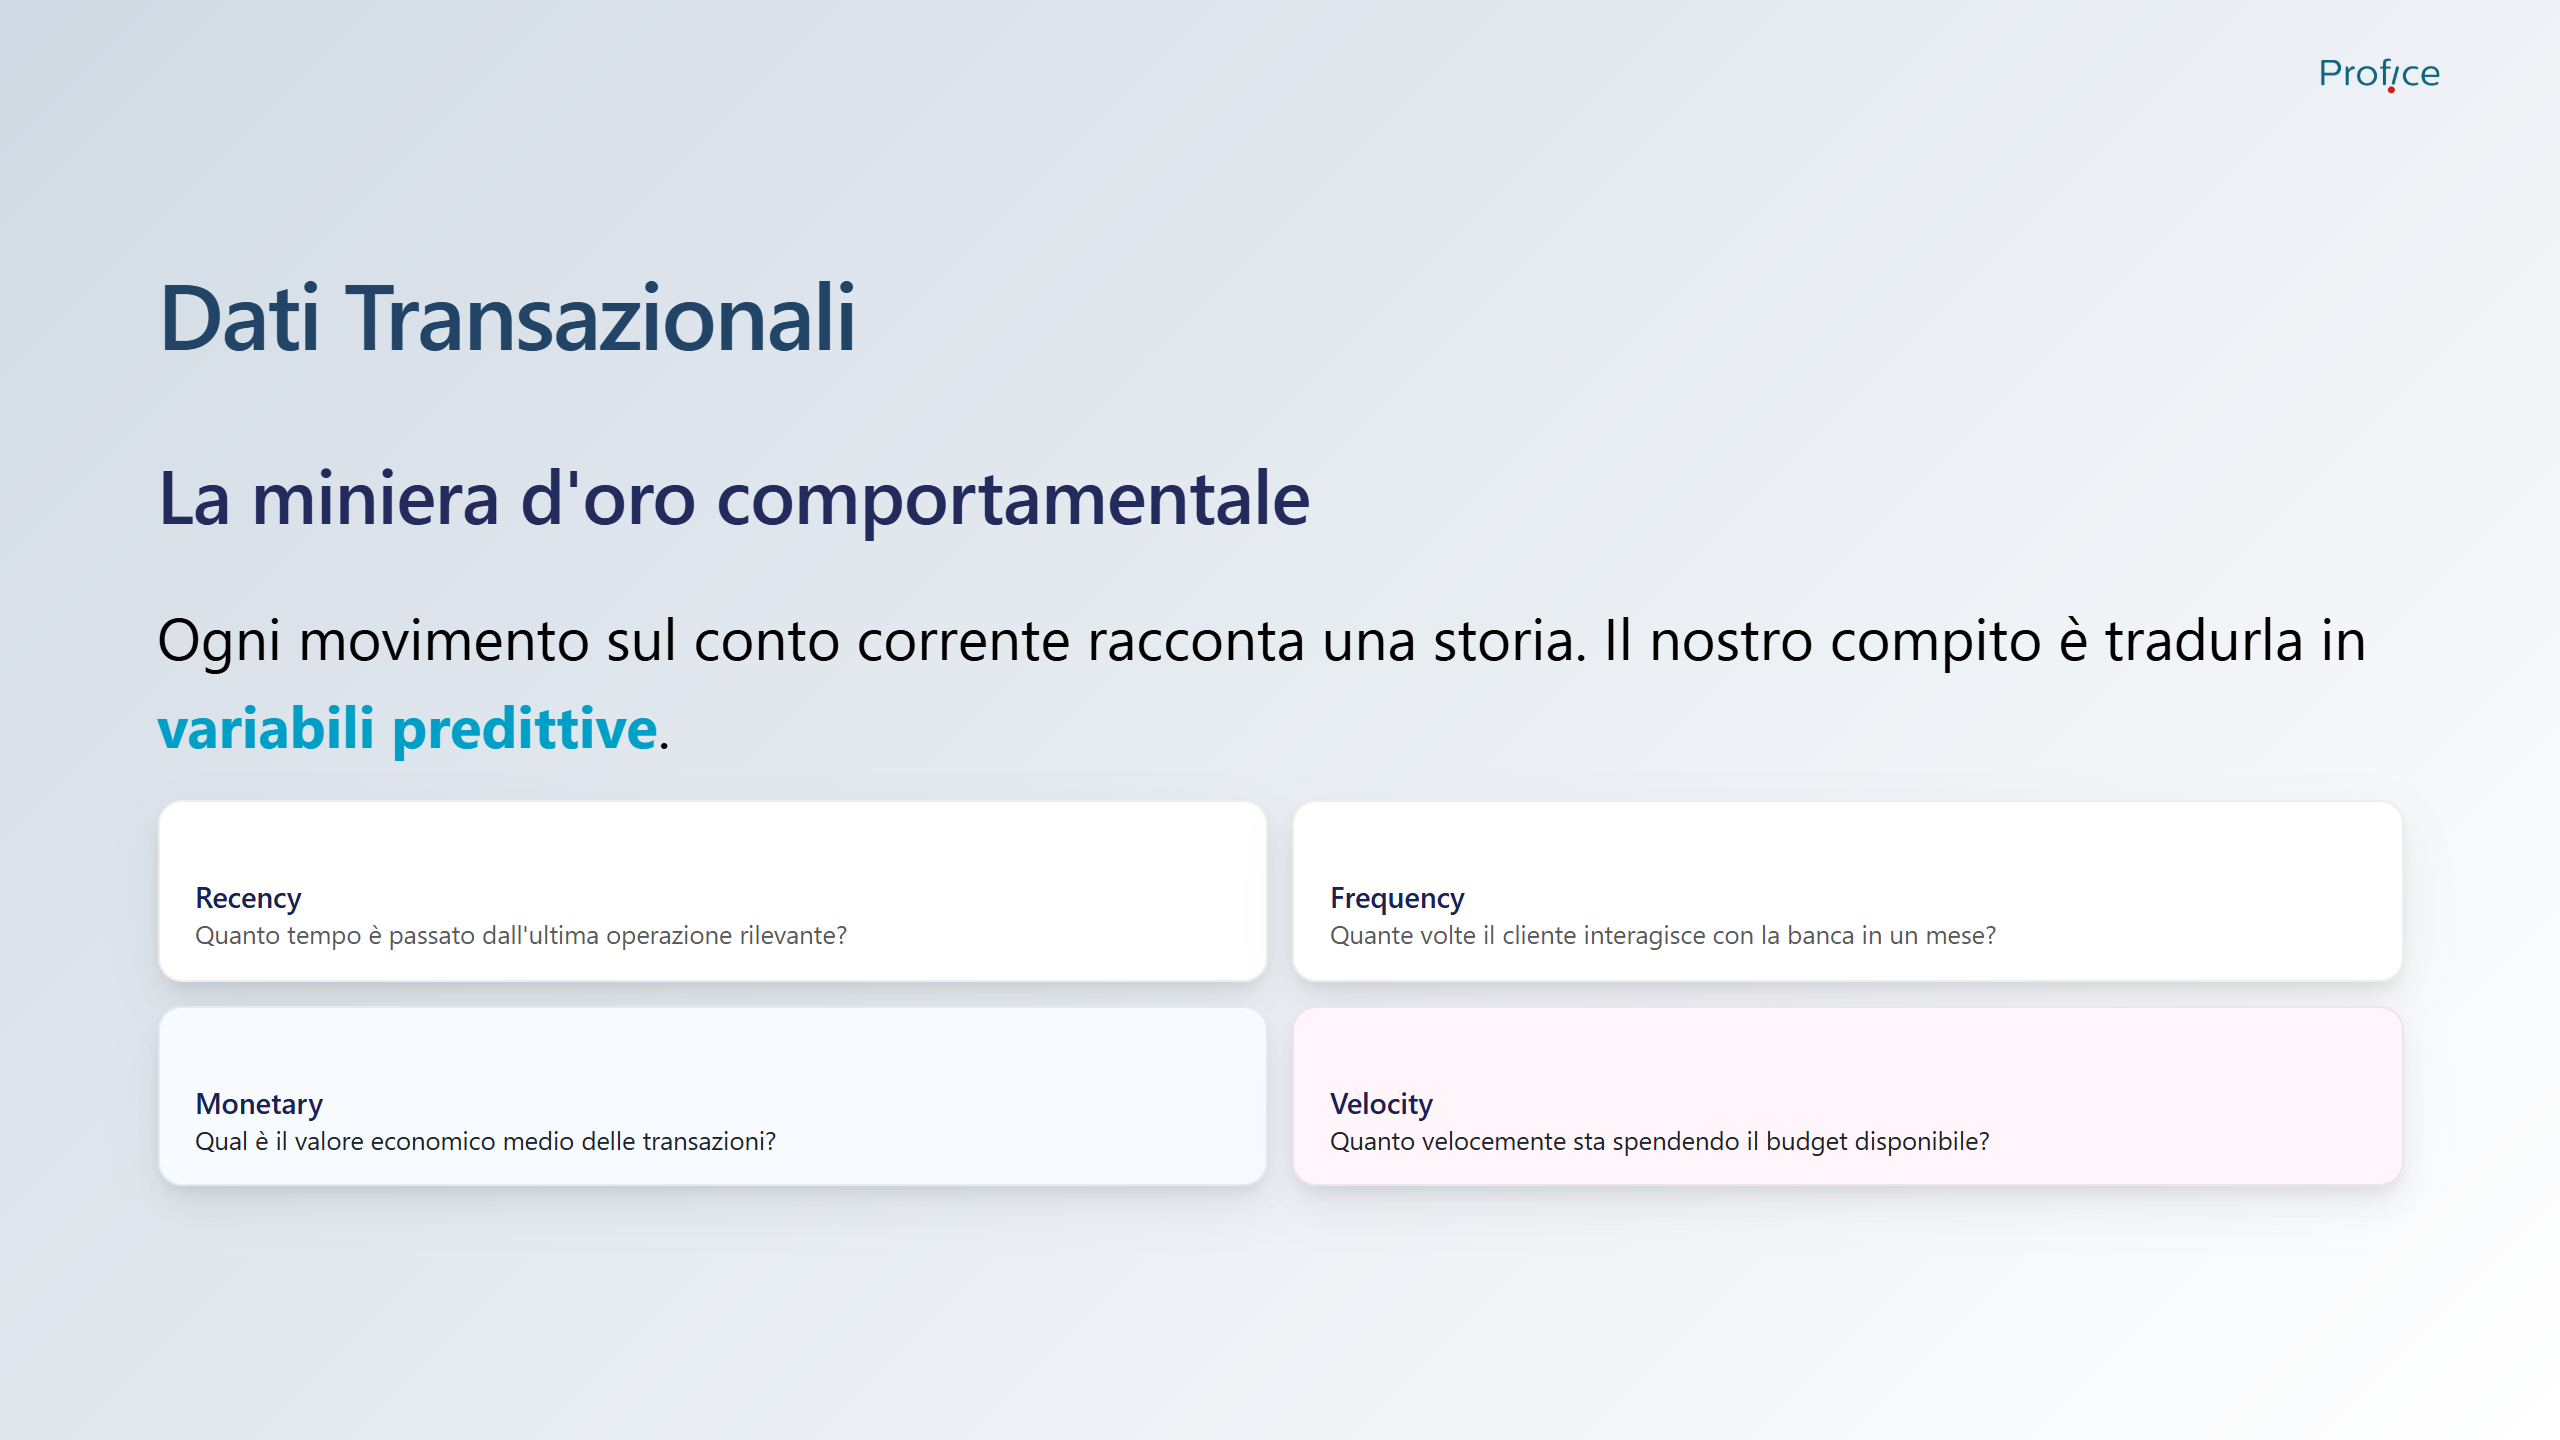 Profice
Dati Transazionali
La miniera d'oro comportamentale
Ogni movimento sul conto corrente racconta una storia. Il nostro compito è tradurla in
variabili predittive.
Recency
Quanto tempo è passato dall'ultima operazione rilevante?
Frequency
Quante volte il cliente interagisce con la banca in un mese?
Monetary
Qual è il valore economico medio delle transazioni?
Velocity
Quanto velocemente sta spendendo il budget disponibile?